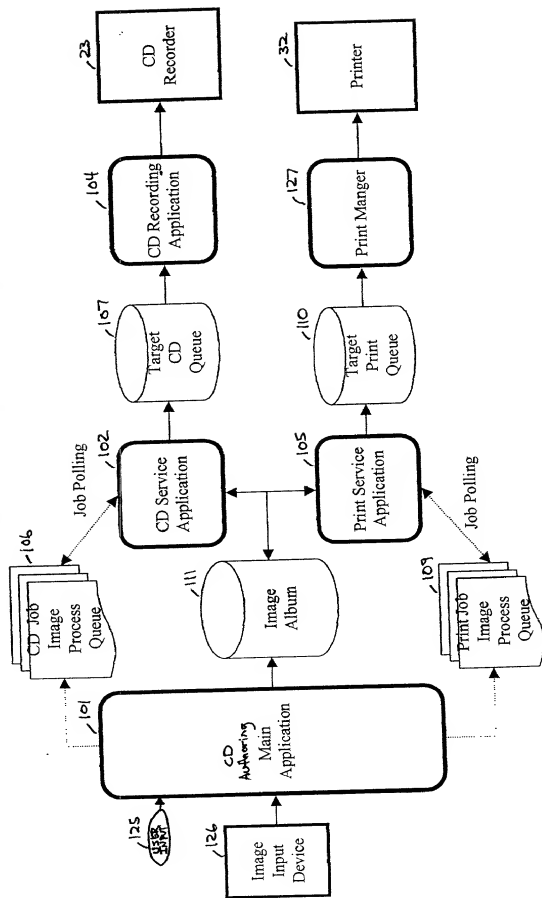 125
USER
INPUT
126
Image
Input
Device
101
CD
Authoring
Main
Application
106
CD Job
Image
Process
Queue
Job Polling
111
Image
Album
109
Print Job
Image
Process
Queue
Job Polling
102
CD Service
Application
105
Print Service
Application
107
Target
CD
Queue
110
Target
Print
Queue
104
CD Recording
Application
127
Print Manger
23
CD
Recorder
32
Printer